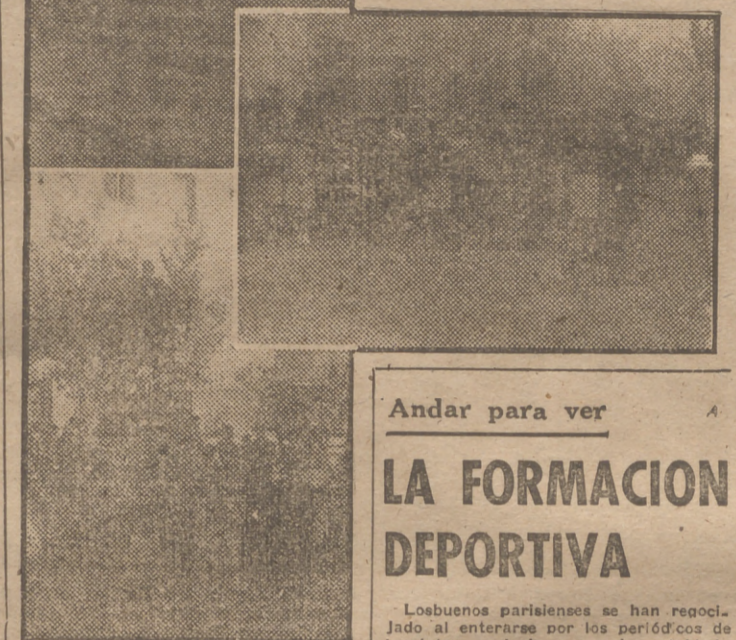 Andar para ver
LA FORMACION
DEPORTIVA
Losbuenos parisienses se han regoci-
jado al enterarse por los periódicos de